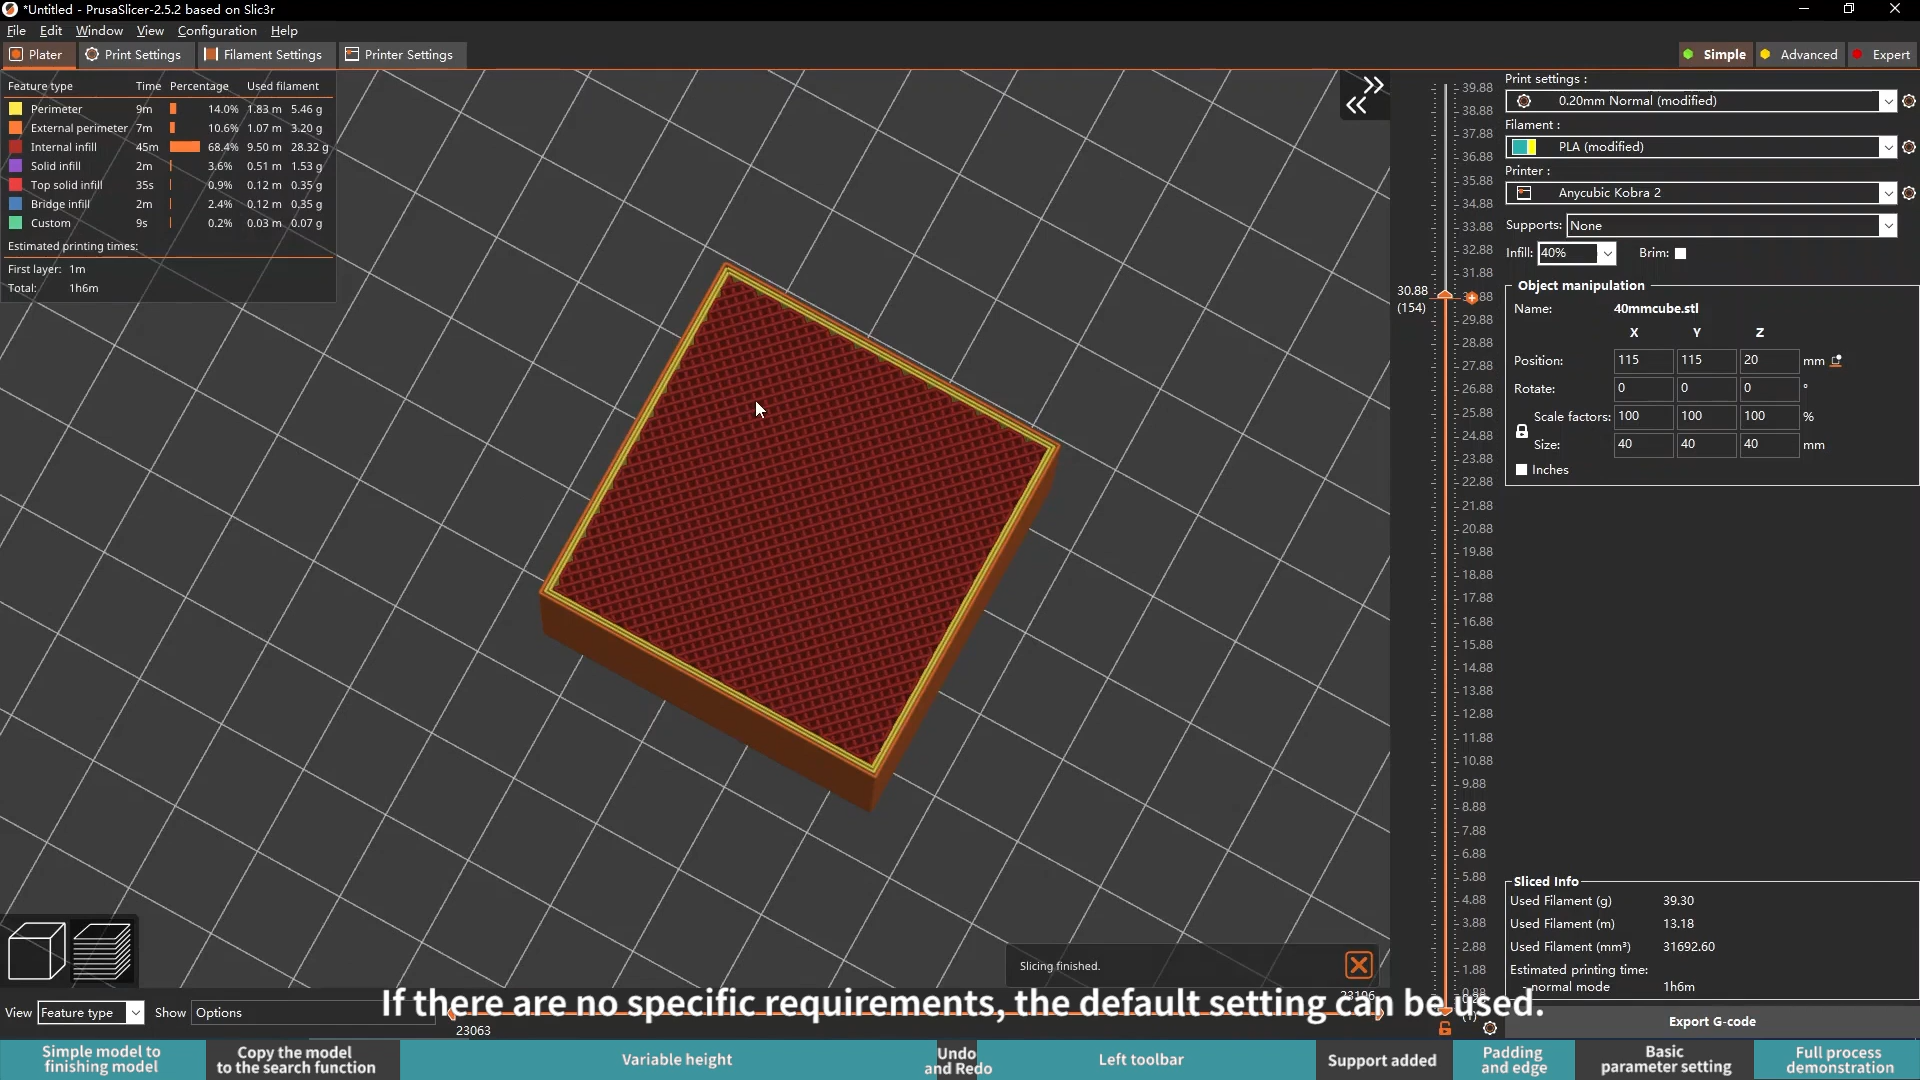 *Untitled - PrusaSlicer-2.5.2 based on Slic3r
File Edit Window View Configuration Help
Plater Print Settings Filament Settings Printer Settings
Simple Advanced Expert
Feature type Time Percentage Used filament
Perimeter 9m 14.0% 1.83 m 5.46 g
External perimeter 7m 10.6% 1.07 m 3.20 g
Internal infill 45m 68.4% 9.50 m 28.32 g
Solid infill 2m 3.6% 0.51 m 1.53 g
Top solid infill 35s 0.9% 0.12 m 0.35 g
Bridge infill 2m 2.4% 0.12 m 0.35 g
Custom 9s 0.2% 0.03 m 0.07 g
Estimated printing times:
First layer: 1m
Total: 1h6m
30.88
(154)
39.88
38.88
37.88
36.88
35.88
34.88
33.88
32.88
31.88
29.88
28.88
27.88
26.88
25.88
24.88
23.88
22.88
21.88
20.88
19.88
18.88
17.88
16.88
15.88
14.88
13.88
12.88
11.88
10.88
9.88
8.88
7.88
6.88
5.88
4.88
3.88
2.88
1.88
0.88
(1)
Print settings :
0.20mm Normal (modified)
Filament :
PLA (modified)
Printer :
Anycubic Kobra 2
Supports: None
Infill: 40% Brim:
Object manipulation
Name: 40mmcube.stl
X Y Z
Position: 115 115 20 mm
Rotate: 0 0 0 °
Scale factors: 100 100 100 %
Size: 40 40 40 mm
Inches
Sliced Info
Used Filament (g) 39.30
Used Filament (m) 13.18
Used Filament (mm³) 31692.60
Estimated printing time:
- normal mode 1h6m
Export G-code
Slicing finished.
23106
If there are no specific requirements, the default setting can be used.
View Feature type Show Options
23063
Simple model to
finishing model
Copy the model
to the search function
Variable height
Undo
and Redo
Left toolbar
Support added
Padding
and edge
Basic
parameter setting
Full process
demonstration